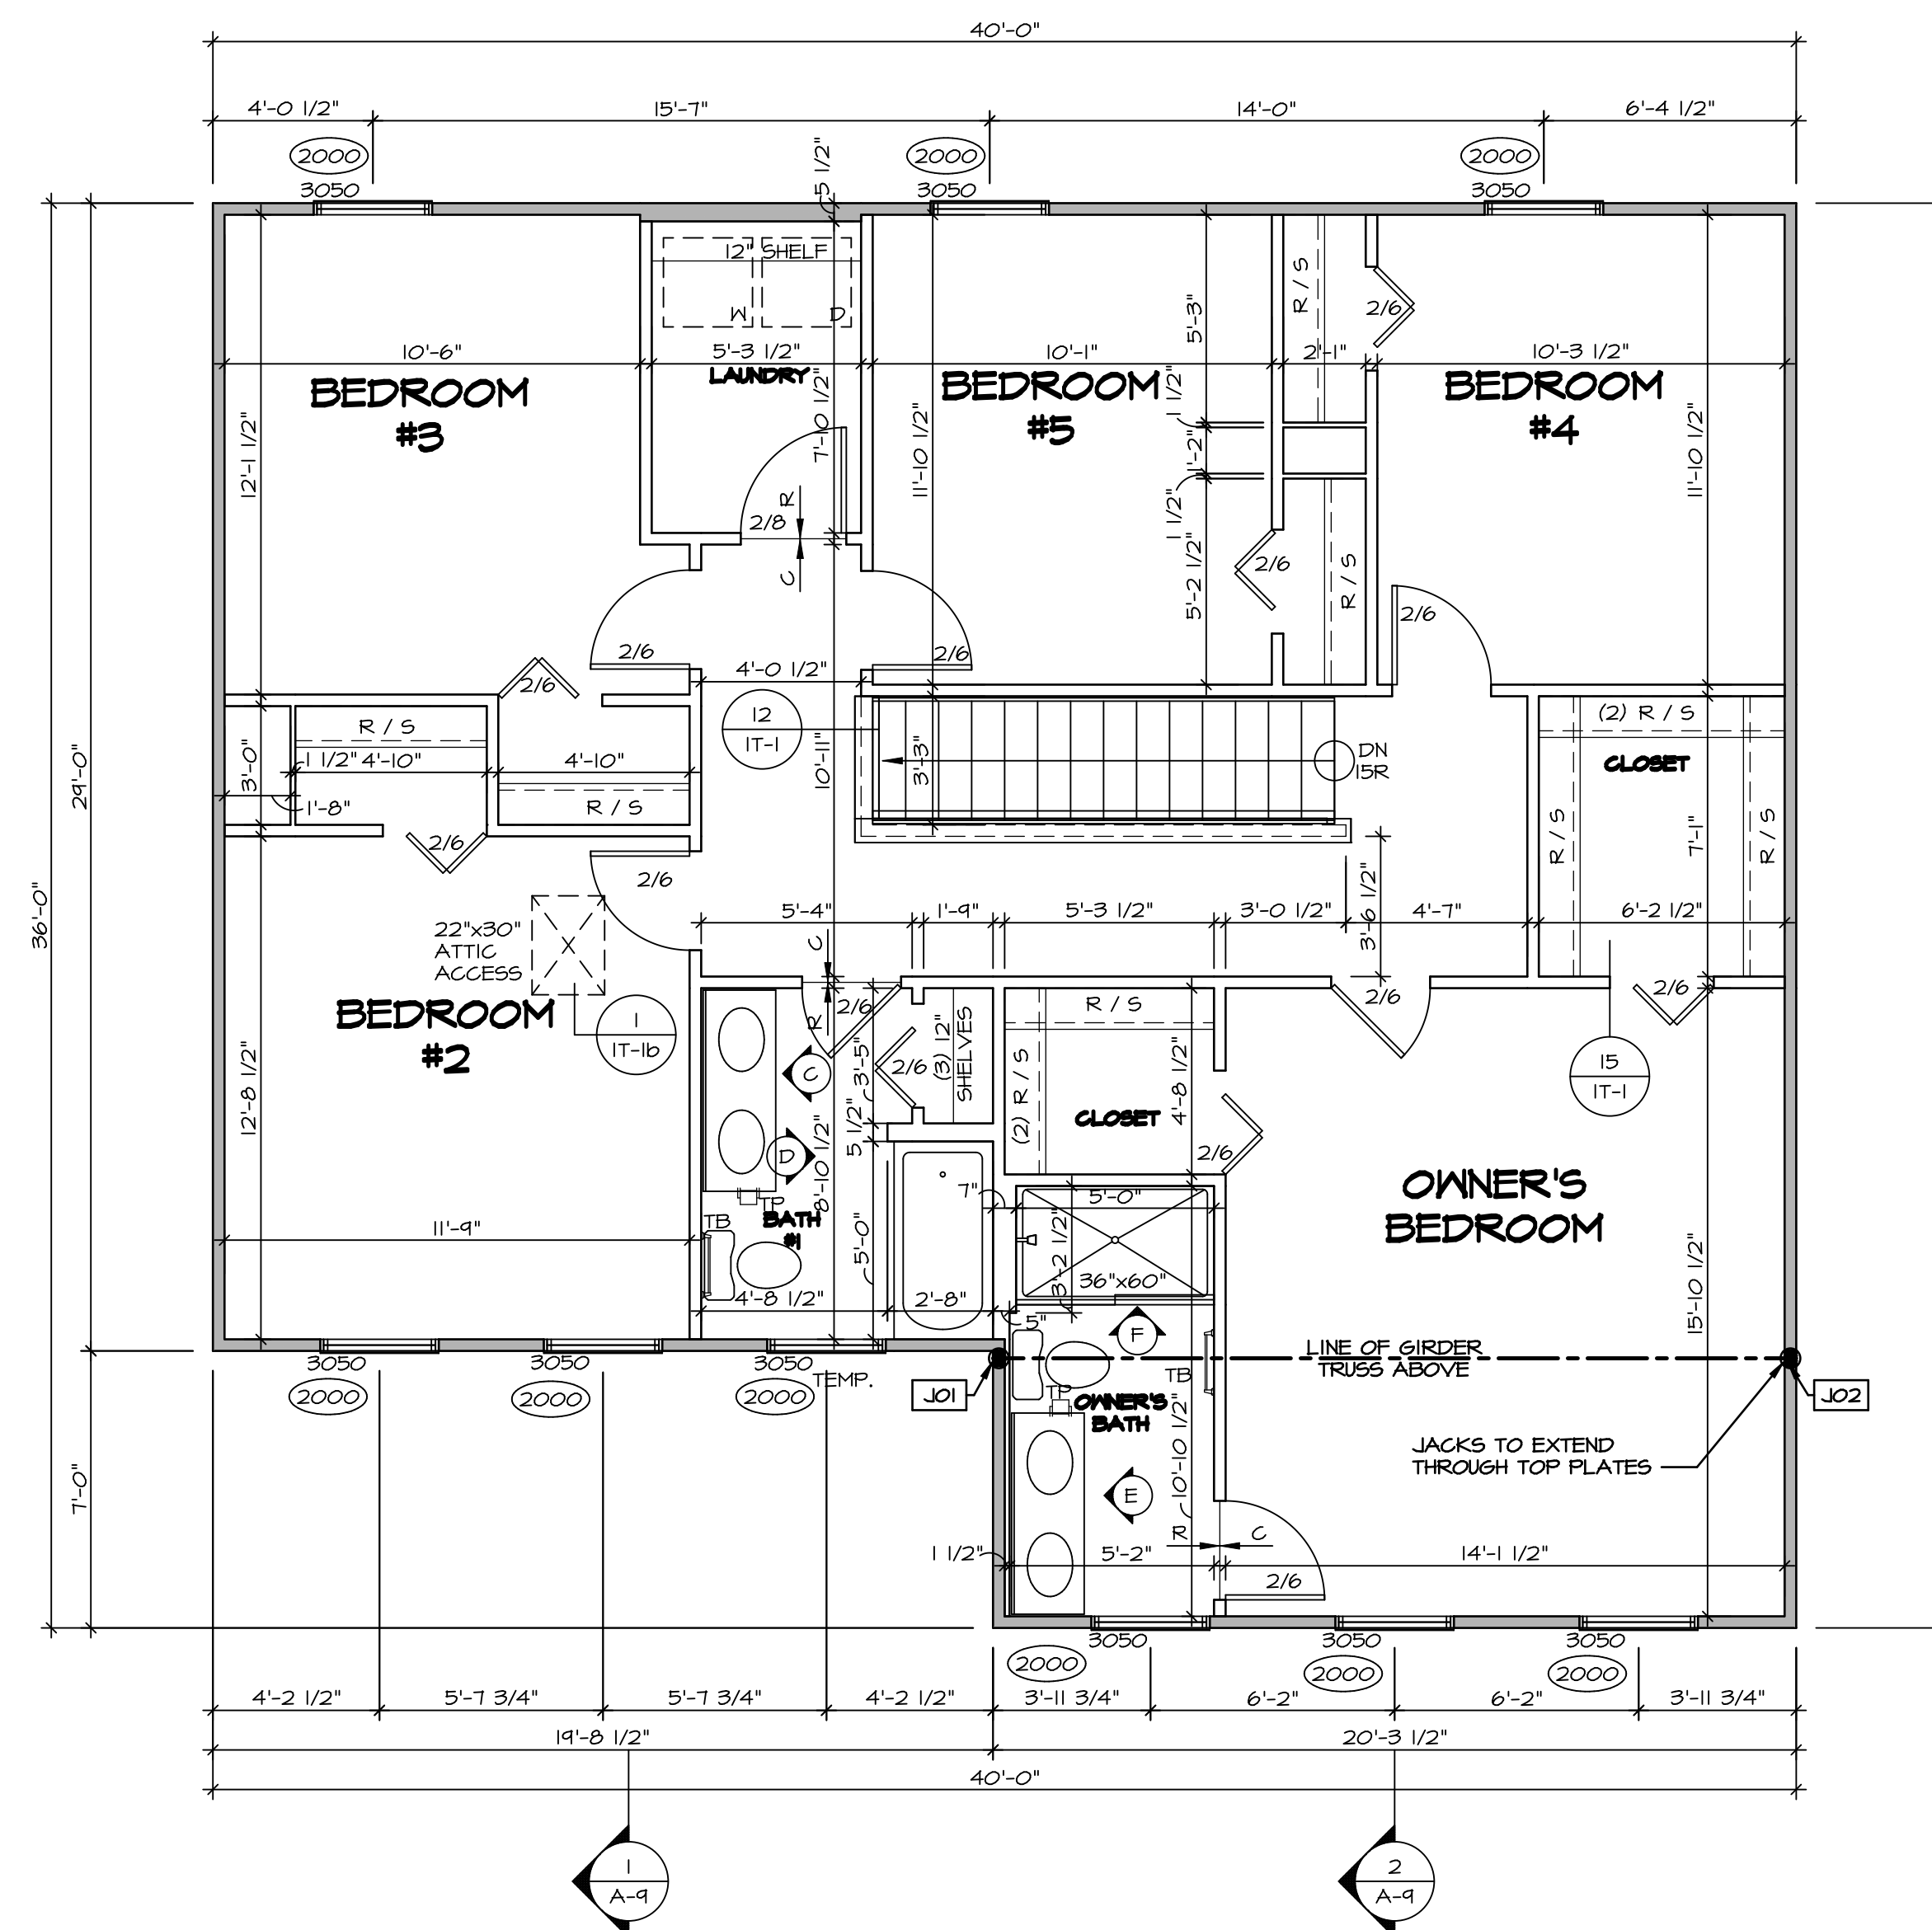 40'-0"
4'-0 1/2"
15'-7"
14'-0"
6'-4 1/2"
2000
2000
2000
3050
3050
3050
5 1/2"
12" SHELF
W
D
R / S
5'-3"
2/6
10'-6"
5'-3 1/2"
10'-1"
2'-1"
10'-3 1/2"
LAUNDRY
BEDROOM
#3
BEDROOM
#5
BEDROOM
#4
12'-1 1/2"
7'-10 1/2"
11'-10 1/2"
1 1/2"
1'-2"
1 1/2"
11'-10 1/2"
R
2/8
C
5'-2 1/2"
2/6
R / S
2/6
2/6
2/6
2/6
4'-0 1/2"
12
1T-1
R / S
1 1/2"
4'-10"
4'-10"
3'-0"
1'-8"
R / S
10'-11"
3'-3"
DN
15R
(2) R / S
CLOSET
R / S
7'-1"
R / S
29'-0"
36'-0"
2/6
2/6
5'-4"
1'-9"
5'-3 1/2"
3'-0 1/2"
3'-6 1/2"
4'-7"
6'-2 1/2"
22"x30"
ATTIC
ACCESS
BEDROOM
#2
1
1T-1b
C
R
2/6
3'-5"
2/6
(3) 12"
SHELVES
R / S
(2) R / S
CLOSET
4'-8 1/2"
2/6
2/6
2/6
15
1T-1
12'-8 1/2"
C
D
5 1/2"
8'-10 1/2"
TP
TB
BATH
#1
11'-9"
5'-0"
4'-8 1/2"
2'-8"
7"
5'-0"
3'-2 1/2"
36"x60"
5"
OWNER'S
BEDROOM
15'-10 1/2"
F
LINE OF GIRDER
TRUSS ABOVE
3050
3050
3050
2000
2000
2000
TEMP.
J01
J02
TB
TP
OWNER'S
BATH
10'-10 1/2"
E
JACKS TO EXTEND
THROUGH TOP PLATES
7'-0"
R
C
1 1/2"
5'-2"
14'-1 1/2"
2/6
3050
3050
3050
2000
2000
2000
4'-2 1/2"
5'-7 3/4"
5'-7 3/4"
4'-2 1/2"
3'-11 3/4"
6'-2"
6'-2"
3'-11 3/4"
19'-8 1/2"
20'-3 1/2"
40'-0"
1
A-9
2
A-9